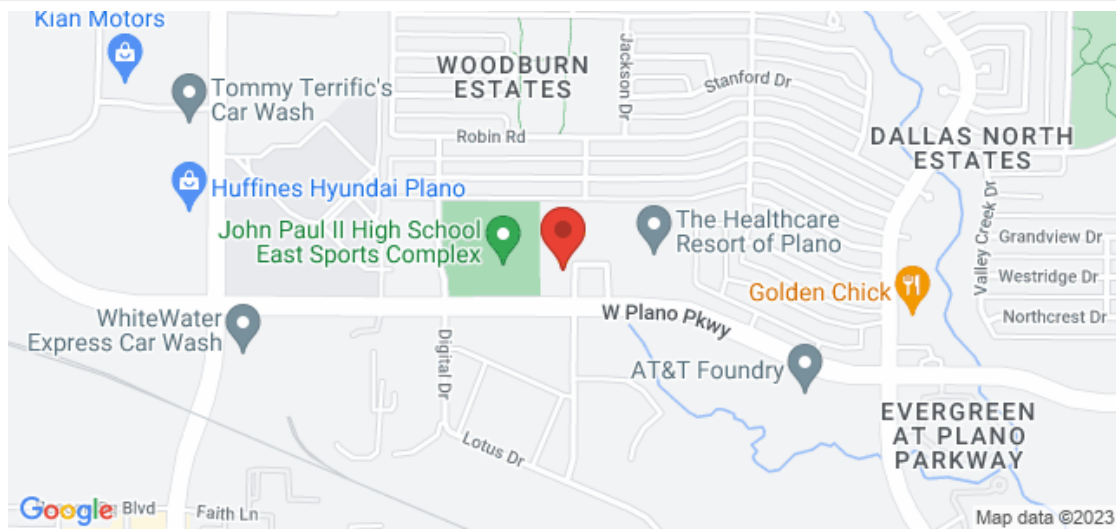 Kian Motors
Tommy Terrific's
Car Wash
WOODBURN
ESTATES
Jackson Dr
Stanford Dr
Robin Rd
DALLAS NORTH
ESTATES
Huffines Hyundai Plano
John Paul II High School
East Sports Complex
The Healthcare
Resort of Plano
Valley Creek Dr
Grandview Dr
Westridge Dr
Northcrest Dr
Golden Chick
W Plano Pkwy
WhiteWater
Express Car Wash
Digital Dr
AT&T Foundry
EVERGREEN
AT PLANO
PARKWAY
Lotus Dr
Google
Blvd
Faith Ln
Map data ©2023